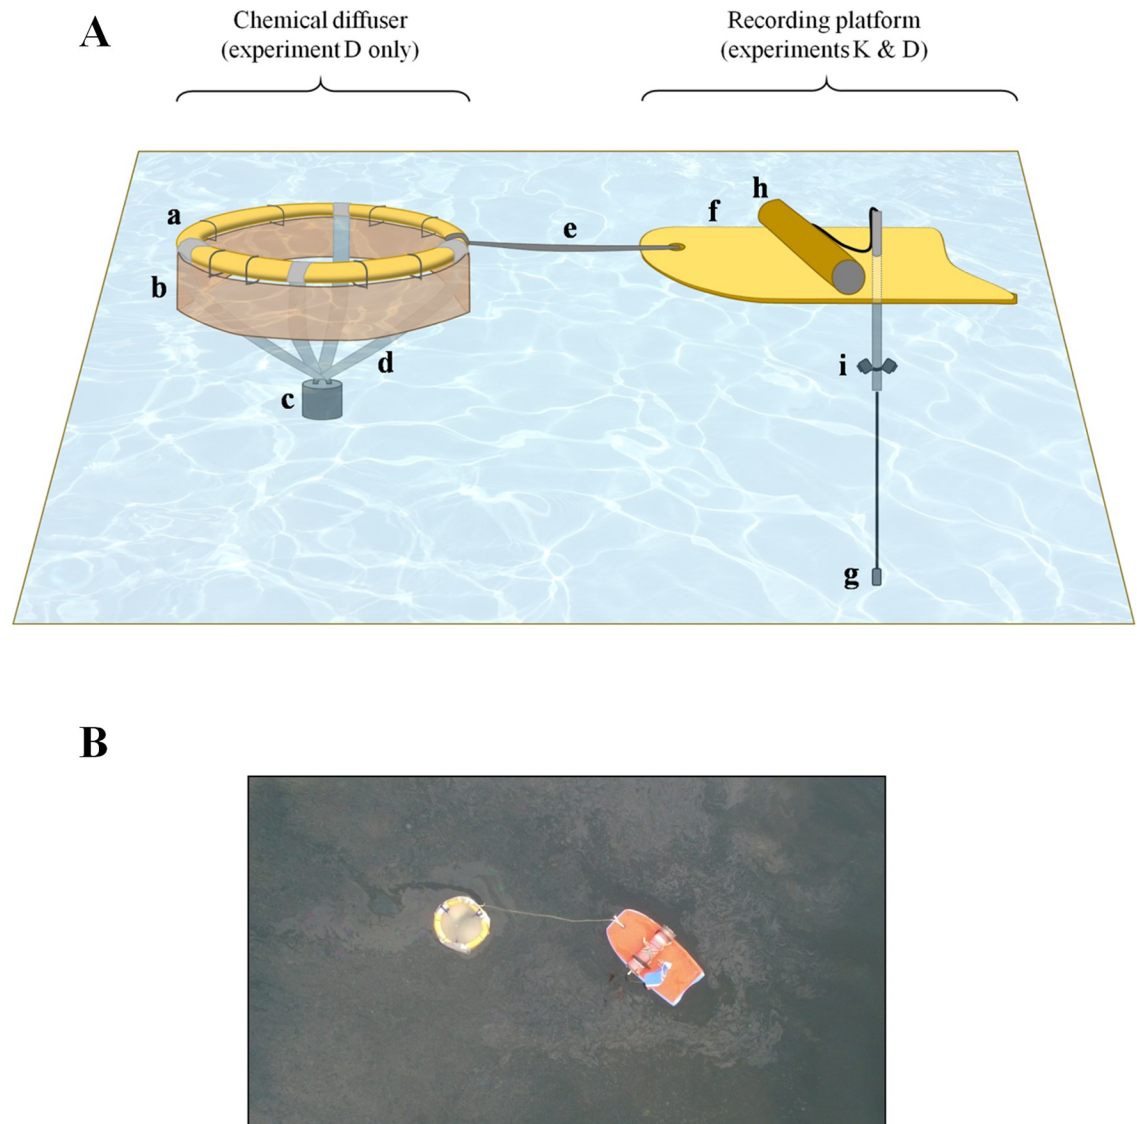 A
Chemical diffuser
(experiment D only)
Recording platform
(experiments K & D)
h
a
f
e
b
i
d
c
g
B